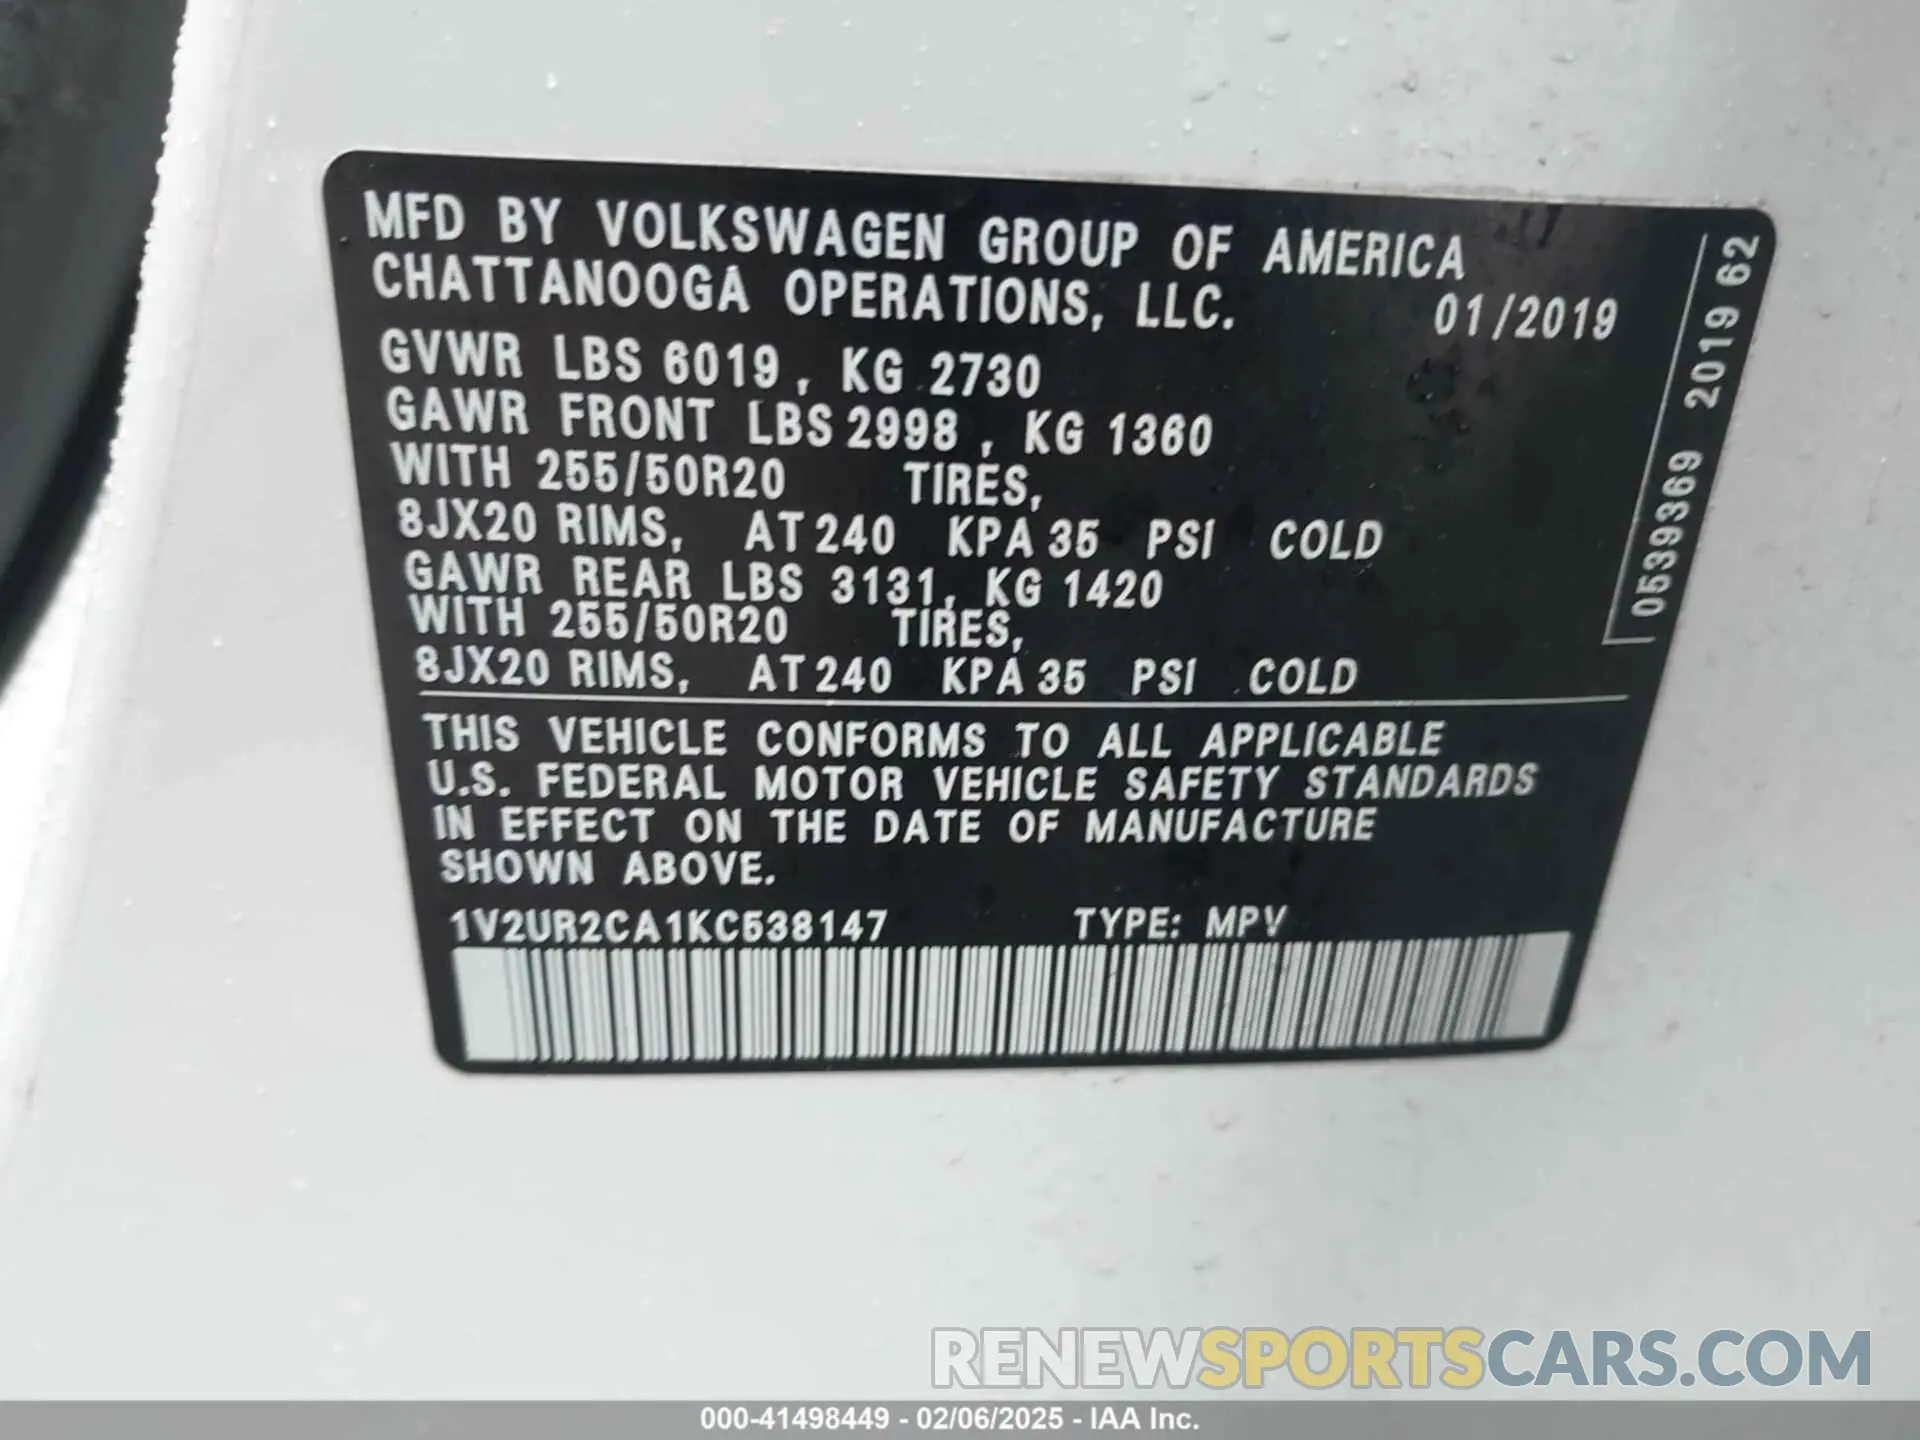 MFD BY VOLKSWAGEN GROUP OF AMERICA
CHATTANOOGA OPERATIONS, LLC. 01/2019
GVWR LBS 6019, KG 2730
GAWR FRONT LBS 2998, KG 1360
WITH 255/50R20 TIRES,
8JX20 RIMS, AT 240 KPA 35 PSI COLD
GAWR REAR LBS 3131, KG 1420
WITH 255/50R20 TIRES,
8JX20 RIMS, AT 240 KPA 35 PSI COLD
THIS VEHICLE CONFORMS TO ALL APPLICABLE
U.S. FEDERAL MOTOR VEHICLE SAFETY STANDARDS
IN EFFECT ON THE DATE OF MANUFACTURE
SHOWN ABOVE.
1V2UR2CA1KC538147 TYPE: MPV
0539369 2019 62
RENEWSPORTSCARS.COM
000-41498449 - 02/06/2025 - IAA Inc.